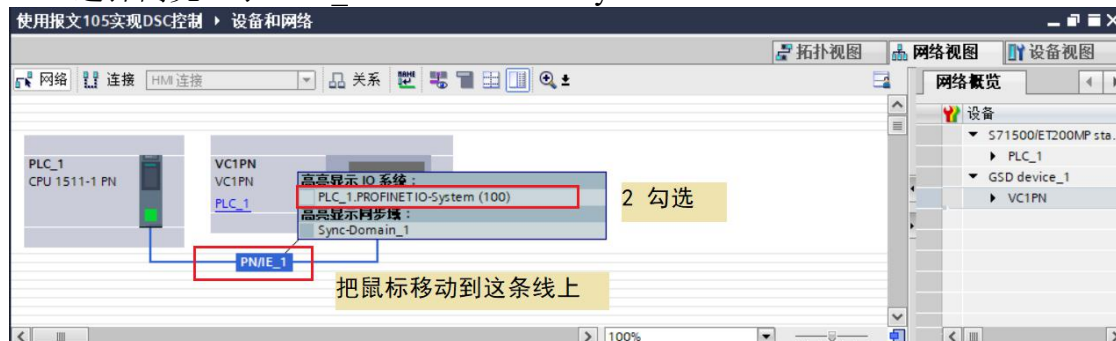 使用报文105实现DSC控制 ▸ 设备和网络
拓扑视图 网络视图 设备视图
网络 连接 HMI 连接 关系
网络概览
设备
S71500/ET200MP sta..
PLC_1
GSD device_1
VC1PN
PLC_1
CPU 1511-1 PN
VC1PN
VC1PN
PLC_1
高亮显示 IO 系统：
PLC_1.PROFINET IO-System (100)
高亮显示同步域：
Sync-Domain_1
2 勾选
PN/IE_1
把鼠标移动到这条线上
100%